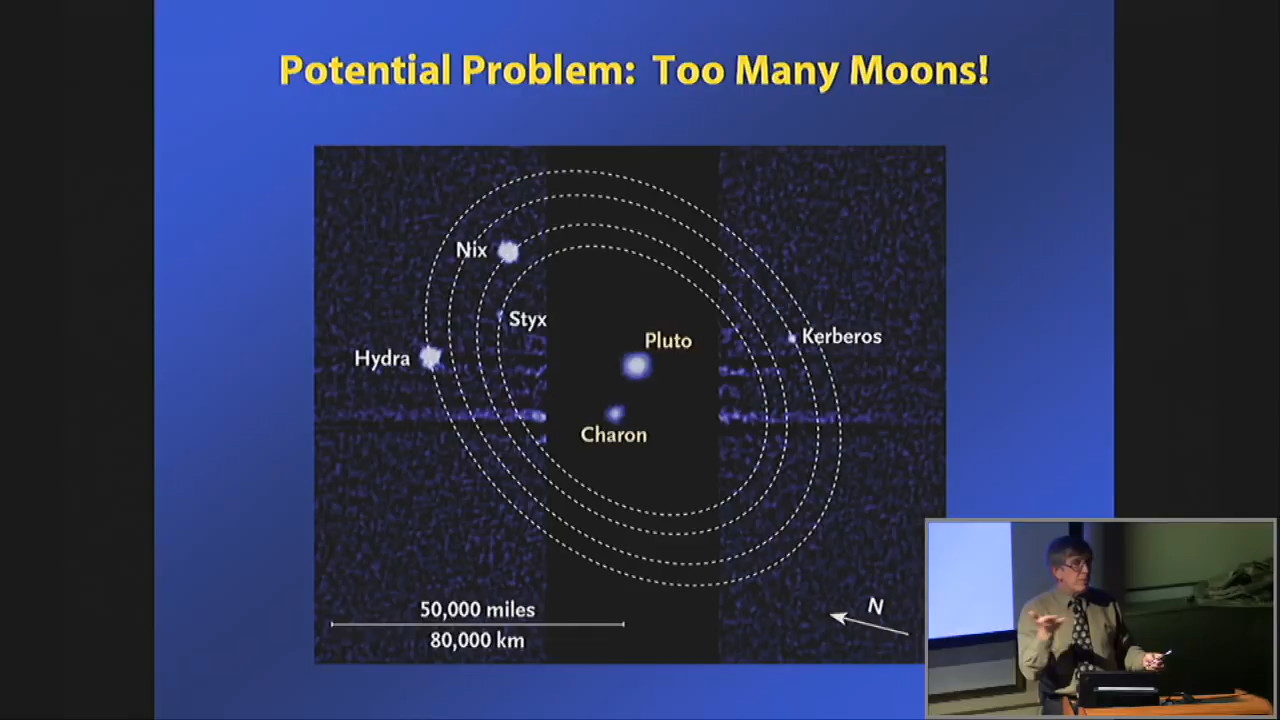 Potential Problem: Too Many Moons!
Nix
Styx
Pluto
Kerberos
Hydra
Charon
50,000 miles
80,000 km
N